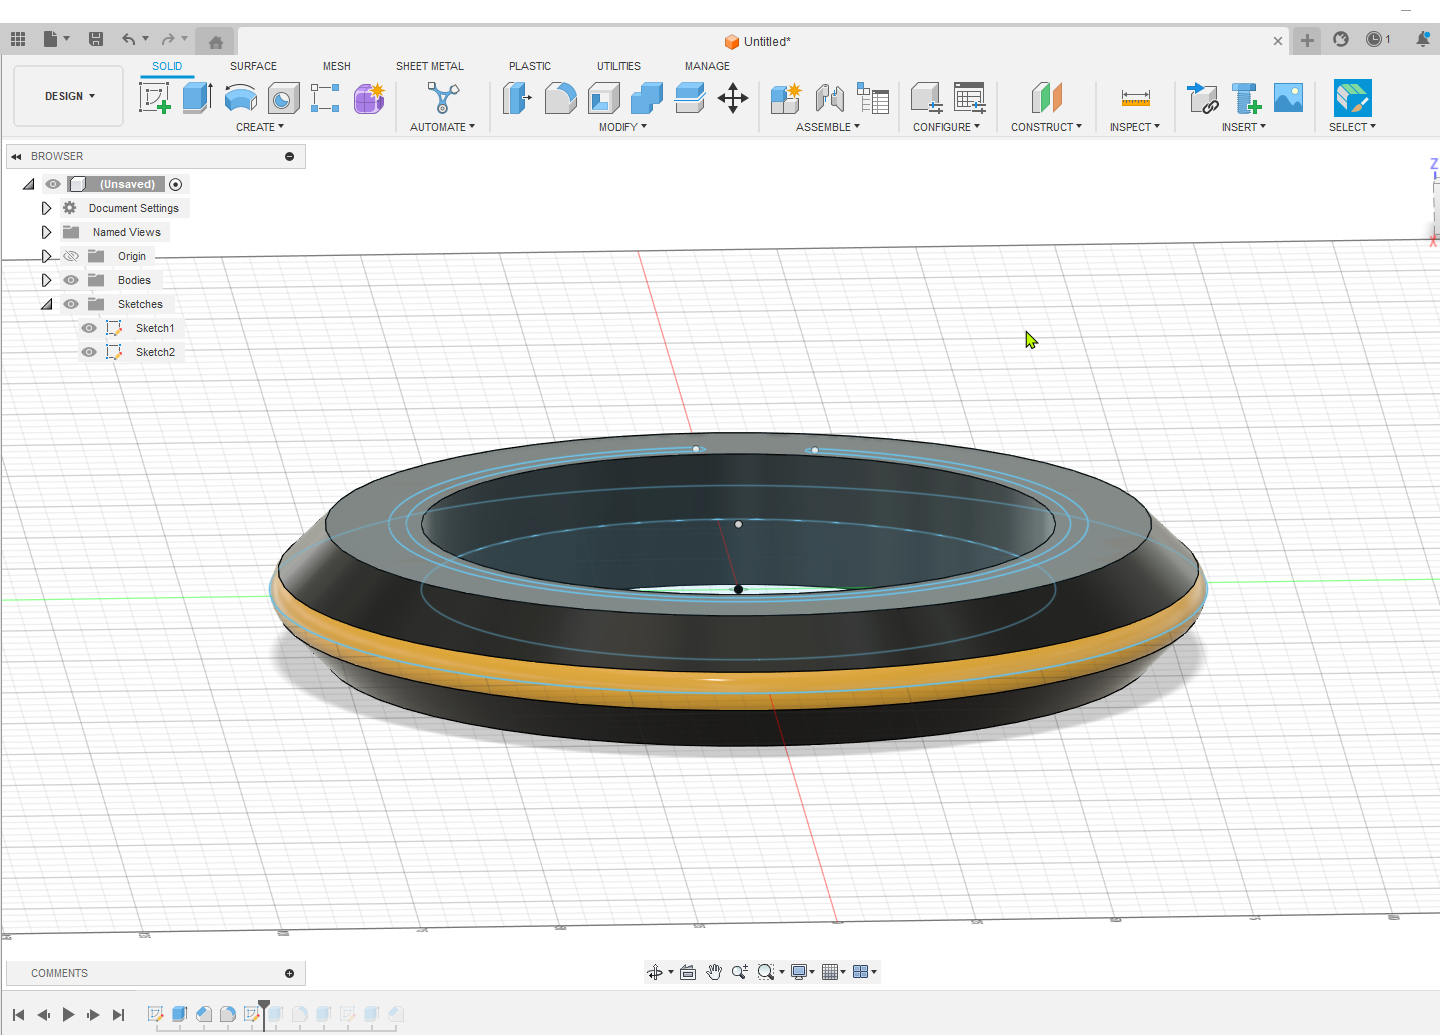 Untitled*
1
DESIGN
SOLID
SURFACE
MESH
SHEET METAL
PLASTIC
UTILITIES
MANAGE
CREATE
AUTOMATE
MODIFY
ASSEMBLE
CONFIGURE
CONSTRUCT
INSPECT
INSERT
SELECT
BROWSER
(Unsaved)
Document Settings
Named Views
Origin
Bodies
Sketches
Sketch1
Sketch2
Z
X
COMMENTS